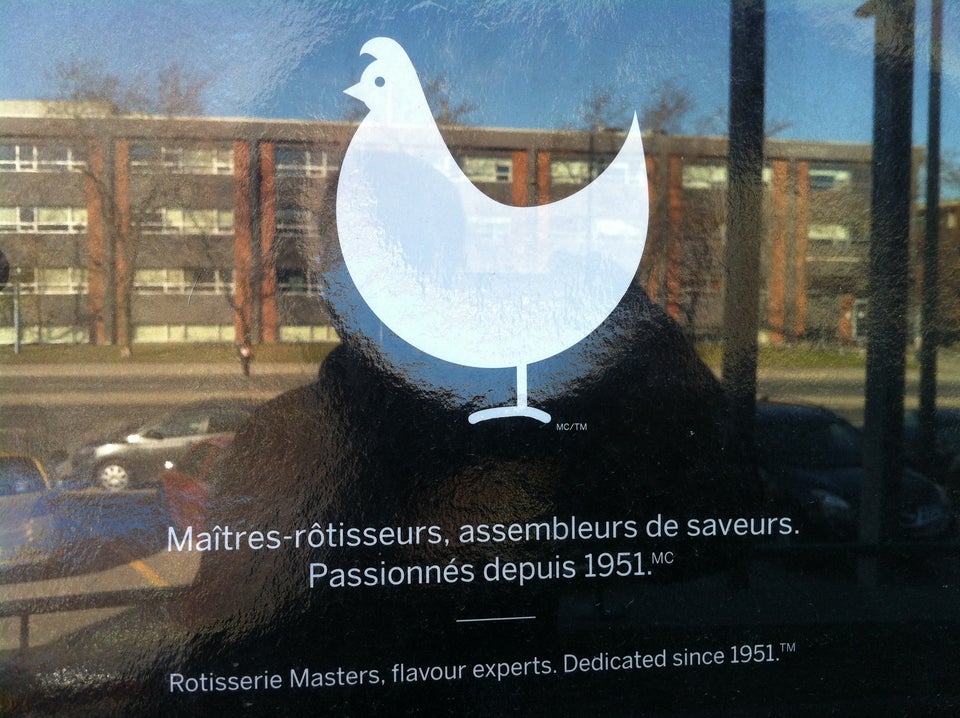 MC/TM
Maîtres-rôtisseurs, assembleurs de saveurs.
Passionnés depuis 1951.MC
Rotisserie Masters, flavour experts. Dedicated since 1951.TM